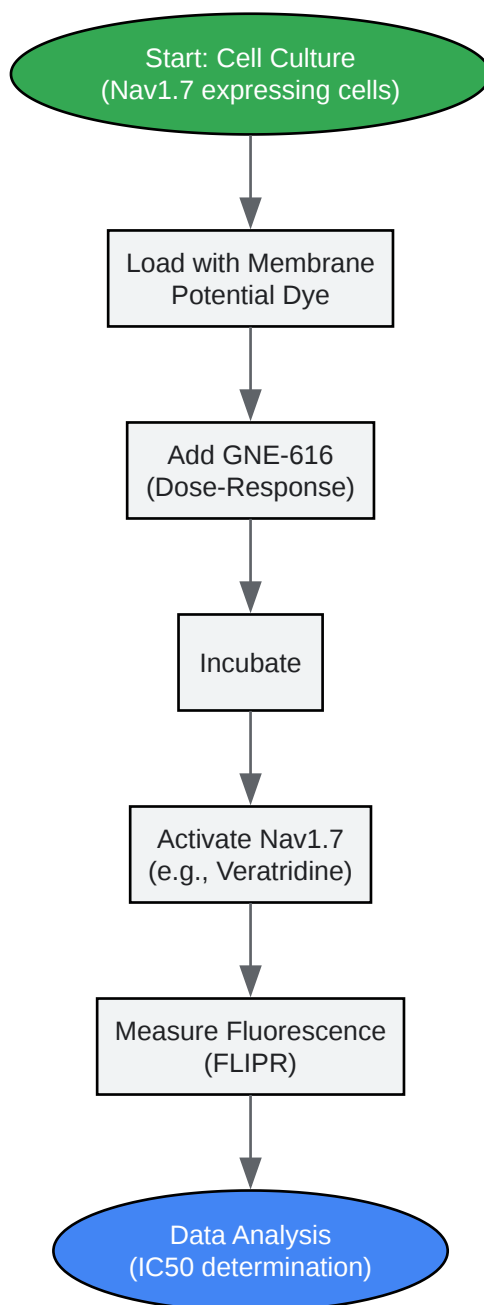 Start: Cell Culture
(Nav1.7 expressing cells)
Load with Membrane
Potential Dye
Add GNE-616
(Dose-Response)
Incubate
Activate Nav1.7
(e.g., Veratridine)
Measure Fluorescence
(FLIPR)
Data Analysis
(IC50 determination)